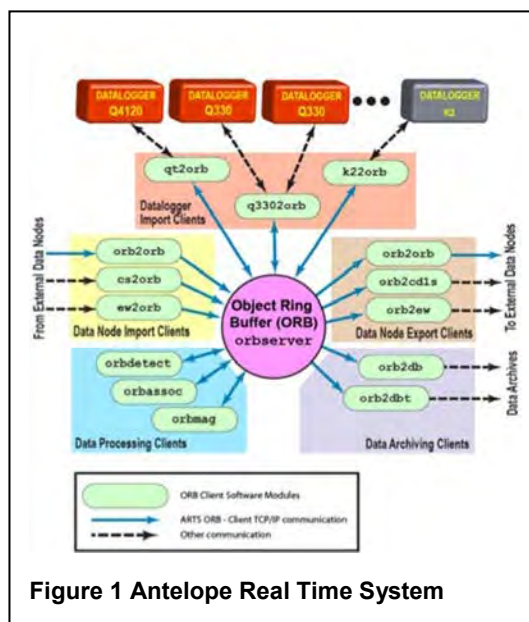 DATALOGGER
Q4120
DATALOGGER
Q330
DATALOGGER
Q330
DATALOGGER
K2
qt2orb
k22orb
q3302orb
Datalogger
Import Clients
From External Data Nodes
orb2orb
cs2orb
ew2orb
Data Node Import Clients
Object Ring
Buffer (ORB)
orbserver
orb2orb
orb2cd1s
orb2ew
Data Node Export Clients
To External Data Nodes
orbdetect
orbassoc
orbmag
Data Processing Clients
orb2db
orb2dbt
Data Archiving Clients
Data Archives
ORB Client Software Modules
ARTS ORB - Client TCP/IP communication
Other communication
Figure 1 Antelope Real Time System